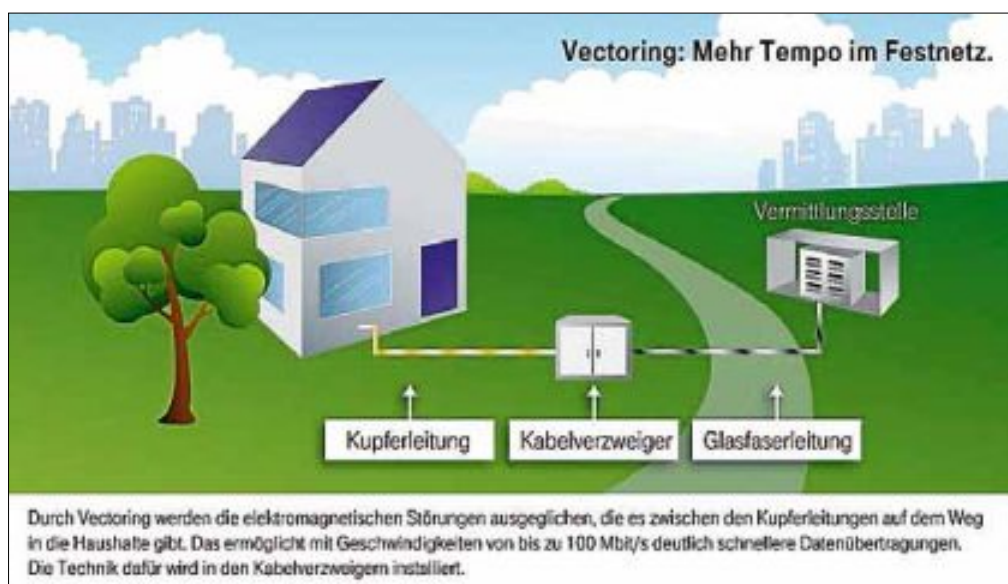 Vectoring: Mehr Tempo im Festnetz.
Vermittlungsstelle
Kupferleitung
Kabelverzweiger
Glasfaserleitung
Durch Vectoring werden die elektromagnetischen Störungen ausgeglichen, die es zwischen den Kupferleitungen auf dem Weg
in die Haushalte gibt. Das ermöglicht mit Geschwindigkeiten von bis zu 100 Mbit/s deutlich schnellere Datenübertragungen.
Die Technik dafür wird in den Kabelverzweigern installiert.